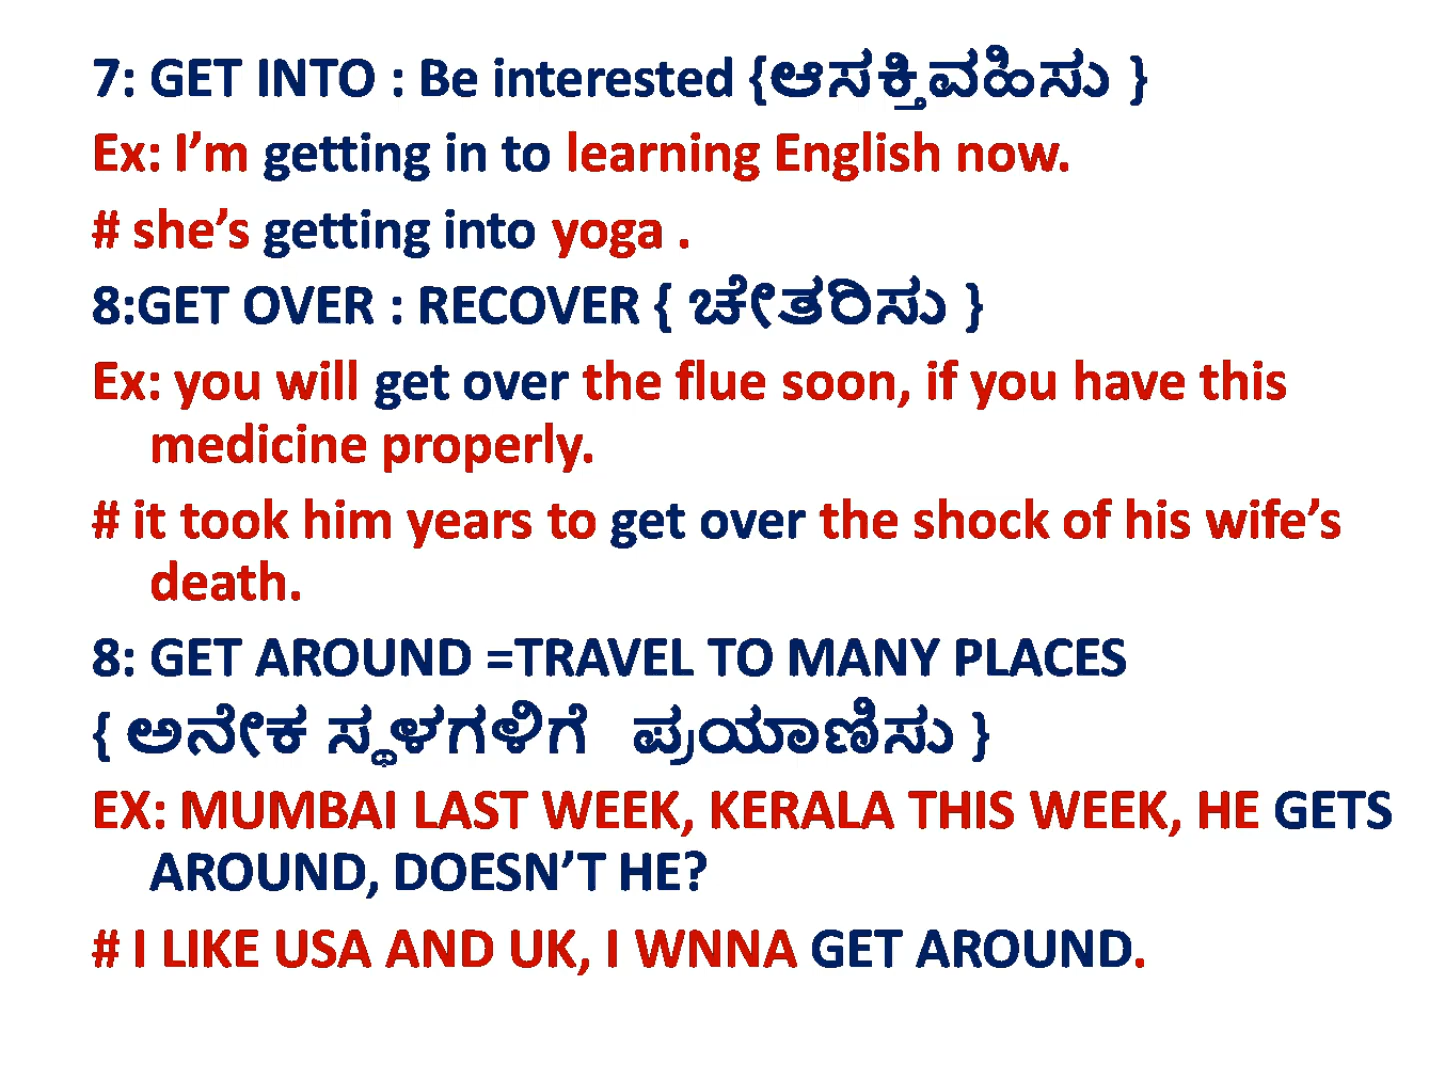 7: GET INTO : Be interested {ಆಸಕ್ತಿವಹಿಸು }
Ex: I’m getting in to learning English now.
# she’s getting into yoga .
8:GET OVER : RECOVER { ಚೇತರಿಸು }
Ex: you will get over the flue soon, if you have this
medicine properly.
# it took him years to get over the shock of his wife’s
death.
8: GET AROUND =TRAVEL TO MANY PLACES
{ ಅನೇಕ ಸ್ಥಳಗಳಿಗೆ ಪ್ರಯಾಣಿಸು }
EX: MUMBAI LAST WEEK, KERALA THIS WEEK, HE GETS
AROUND, DOESN’T HE?
# I LIKE USA AND UK, I WNNA GET AROUND.